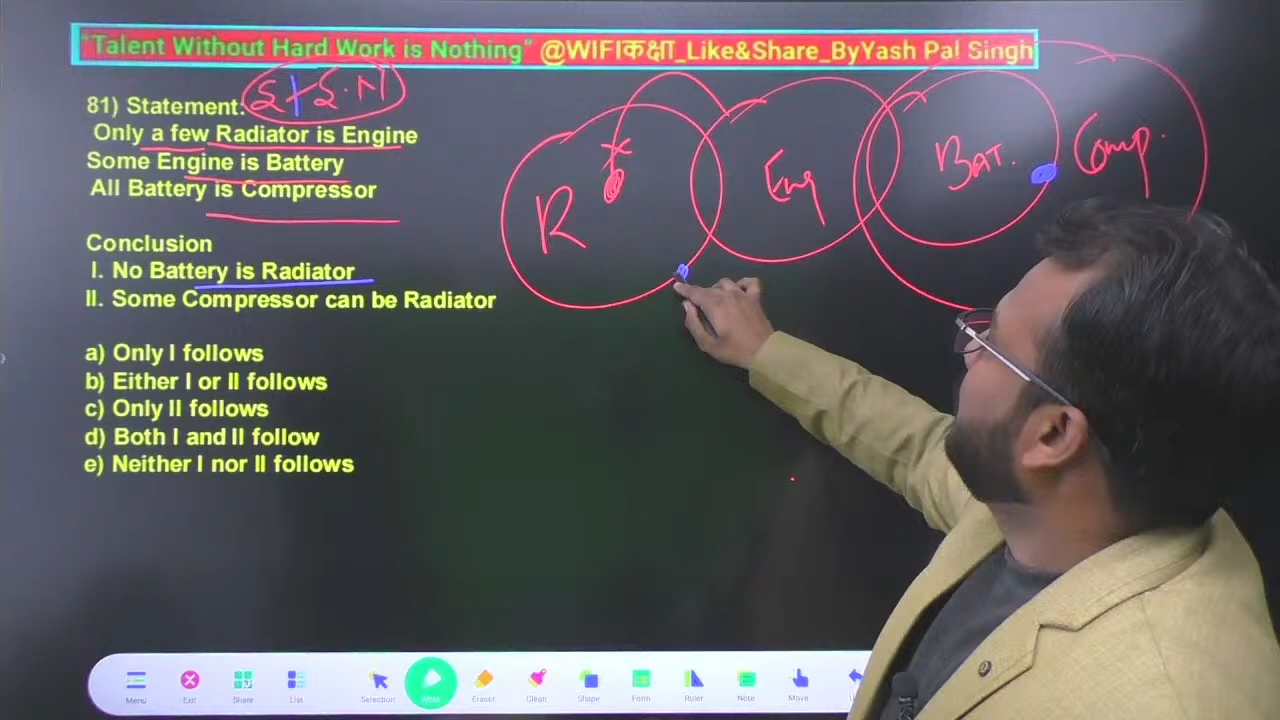 "Talent Without Hard Work is Nothing" @WIFIकक्षा_Like&Share_ByYash Pal Singh
81) Statement: S + S.N
Only a few Radiator is Engine
Some Engine is Battery
All Battery is Compressor
Conclusion
I. No Battery is Radiator
II. Some Compressor can be Radiator
a) Only I follows
b) Either I or II follows
c) Only II follows
d) Both I and II follow
e) Neither I nor II follows
R Eng Bat. Comp.
Menu Exit Share List Selection Write Eraser Clean Shape Form Ruler Note Move